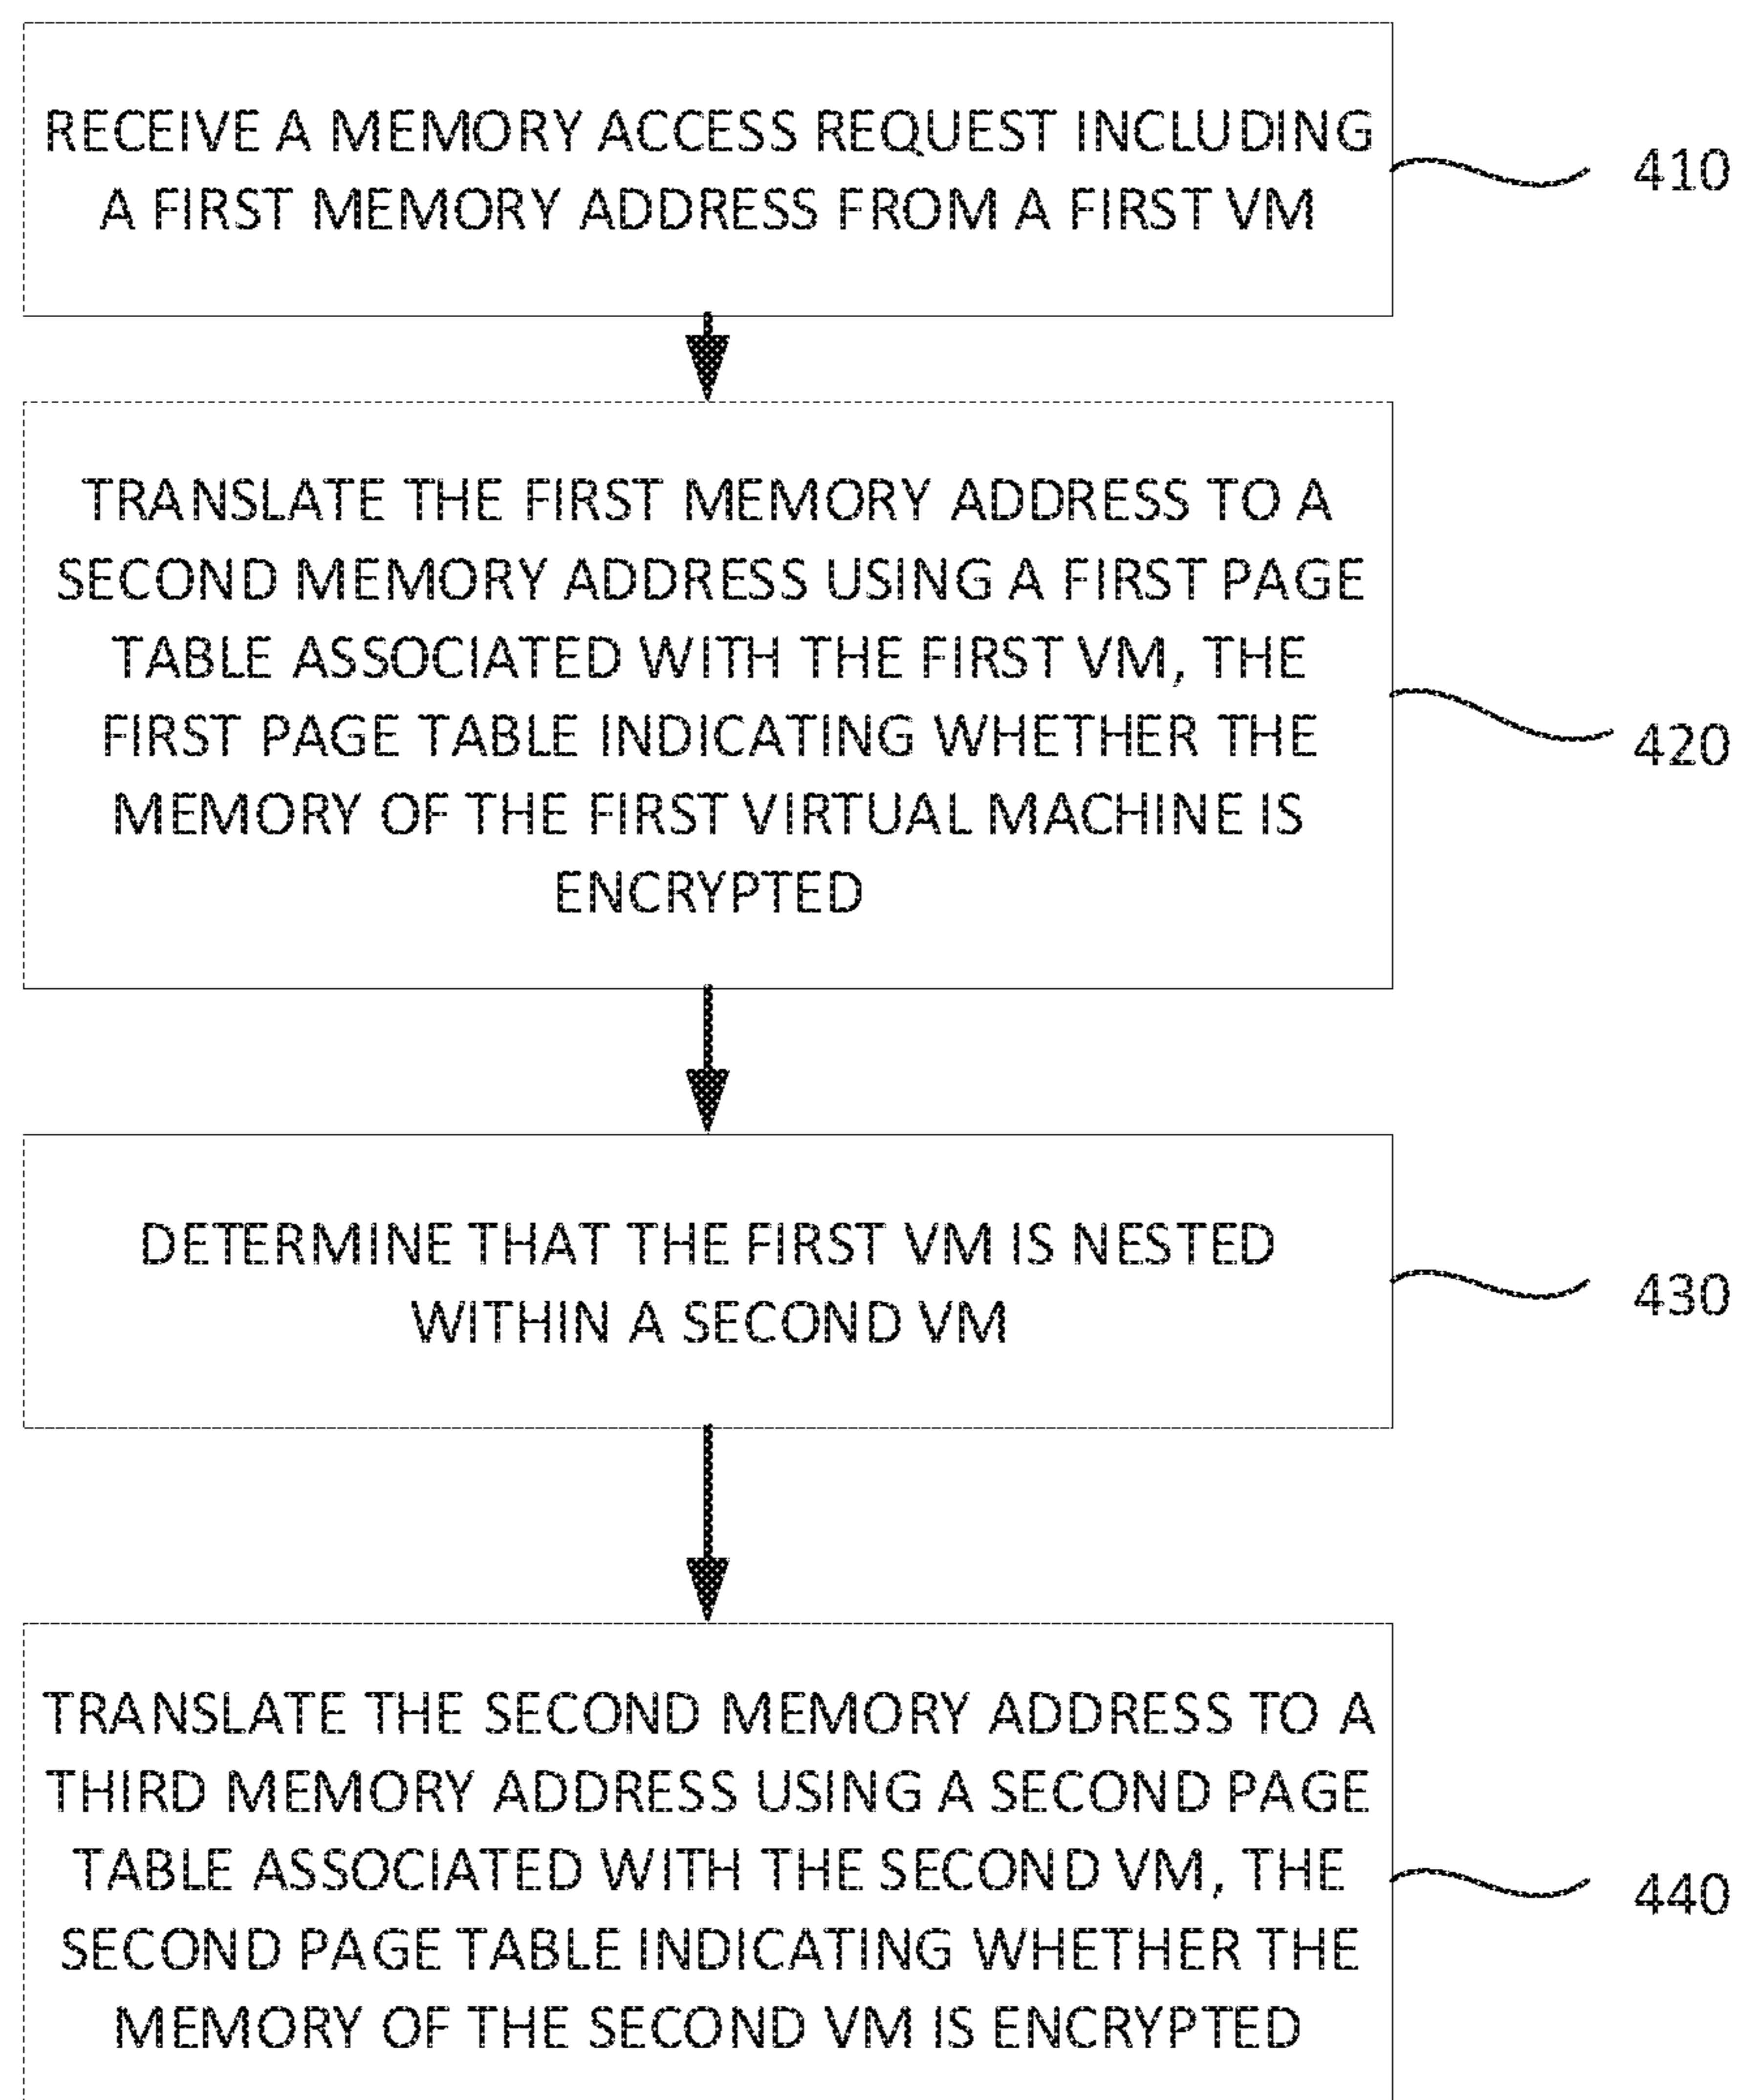 RECEIVE A MEMORY ACCESS REQUEST INCLUDING
A FIRST MEMORY ADDRESS FROM A FIRST VM
410
TRANSLATE THE FIRST MEMORY ADDRESS TO A
SECOND MEMORY ADDRESS USING A FIRST PAGE
TABLE ASSOCIATED WITH THE FIRST VM, THE
FIRST PAGE TABLE INDICATING WHETHER THE
MEMORY OF THE FIRST VIRTUAL MACHINE IS
ENCRYPTED
420
DETERMINE THAT THE FIRST VM IS NESTED
WITHIN A SECOND VM
430
TRANSLATE THE SECOND MEMORY ADDRESS TO A
THIRD MEMORY ADDRESS USING A SECOND PAGE
TABLE ASSOCIATED WITH THE SECOND VM, THE
SECOND PAGE TABLE INDICATING WHETHER THE
MEMORY OF THE SECOND VM IS ENCRYPTED
440